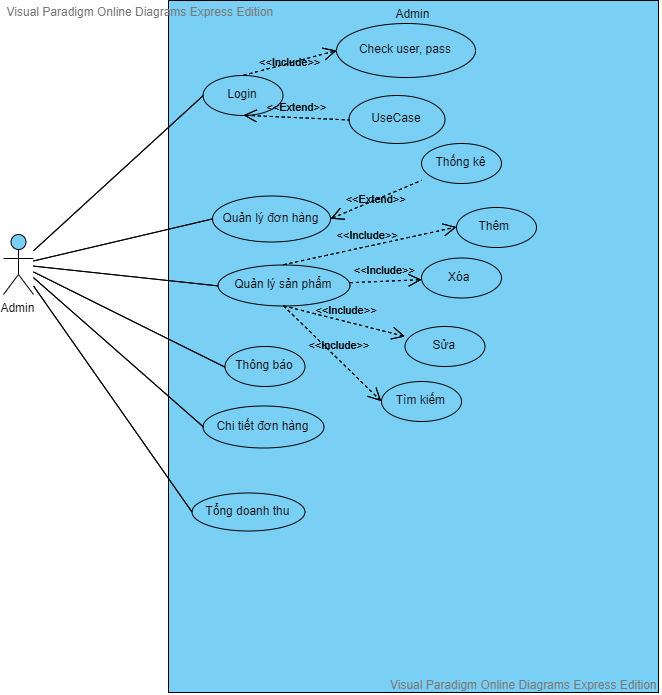 Visual Paradigm Online Diagrams Express Edition
Admin
Check user, pass
<<Include>>
Login
<<Extend>>
UseCase
Thống kê
<<Extend>>
Quản lý đơn hàng
Thêm
<<Include>>
Xóa
<<Include>>
Quản lý sản phẩm
Admin
<<Include>>
Sửa
<<Include>>
Thông báo
Tìm kiếm
Chi tiết đơn hàng
Tổng doanh thu
Visual Paradigm Online Diagrams Express Edition